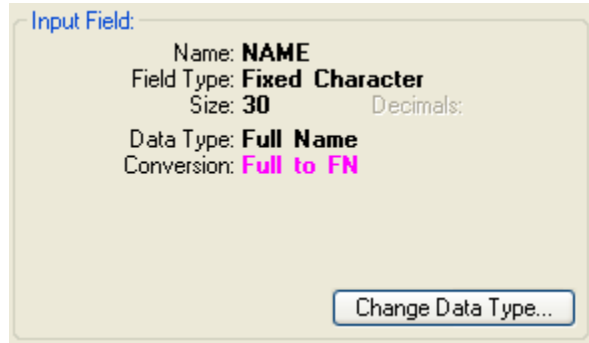 Input Field:
Name: NAME
Field Type: Fixed Character
Size: 30 Decimals:
Data Type: Full Name
Conversion: Full to FN
Change Data Type...